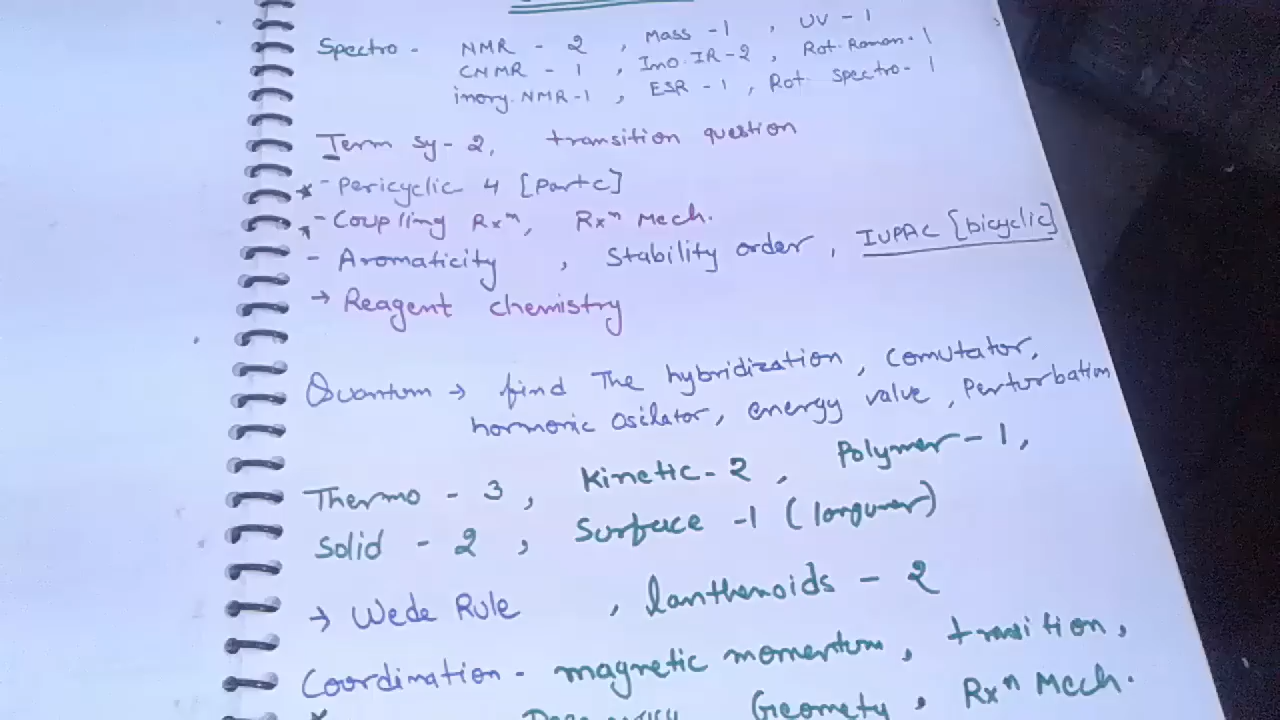 Spectro - NMR - 2 , Mass - 1 , UV - 1
CNMR - 1 , Ino. IR - 2 , Rot. Raman. 1
inorg. NMR - 1 , ESR - 1 , Rot. Spectro - 1
Term sy - 2, transition question
* - Pericyclic 4 [Part c]
* - Coupling Rxⁿ, Rxⁿ Mech.
- Aromaticity , Stability order , IUPAC [bicyclic]
→ Reagent chemistry
Quantum → find The hybridization , Comutator,
hormonic Oscilator, energy value , Perturbation
Thermo - 3 , Kinetic - 2 , Polymer - 1 ,
Solid - 2 , Surface - 1 (
→ Wede Rule , lanthenoids - 2
Coordination - magnetic momentum , transition ,
Geometry , Rxⁿ Mech.